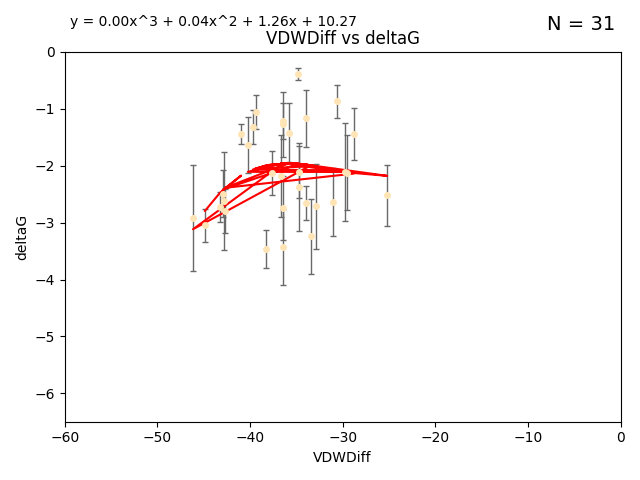 y = 0.00x^3 + 0.04x^2 + 1.26x + 10.27
N = 31
VDWDiff vs deltaG
0
−1
−2
−3
−4
−5
−6
deltaG
−60 −50 −40 −30 −20 −10 0
VDWDiff